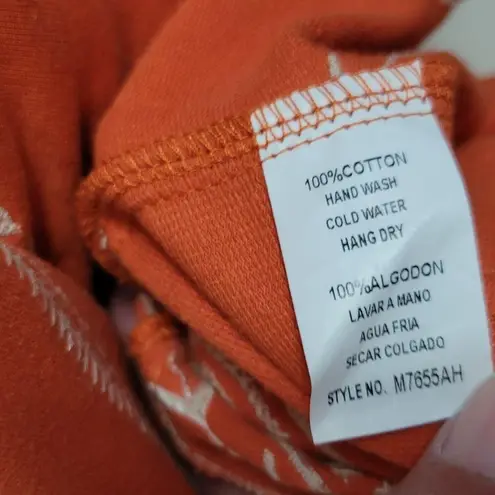 100%COTTON
HAND WASH
COLD WATER
HANG DRY
100%ALGODON
LAVAR A MANO
AGUA FRIA
SECAR COLGADO
STYLE NO. M7655AH